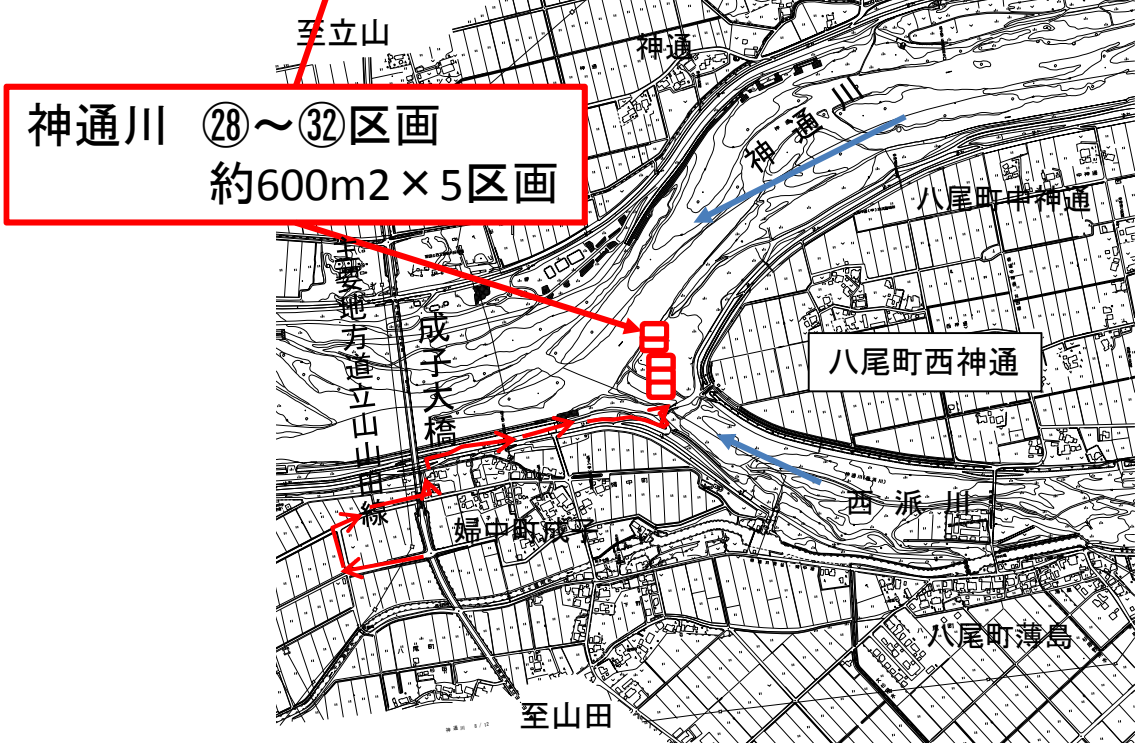 至立山
神通
神通川 ㉘~㉜区画
約600m2×5区画
神通川
八尾町中神通
主要地方道立山山田線
成子大橋
八尾町西神通
西派川
婦中町成子
八尾町薄島
至山田